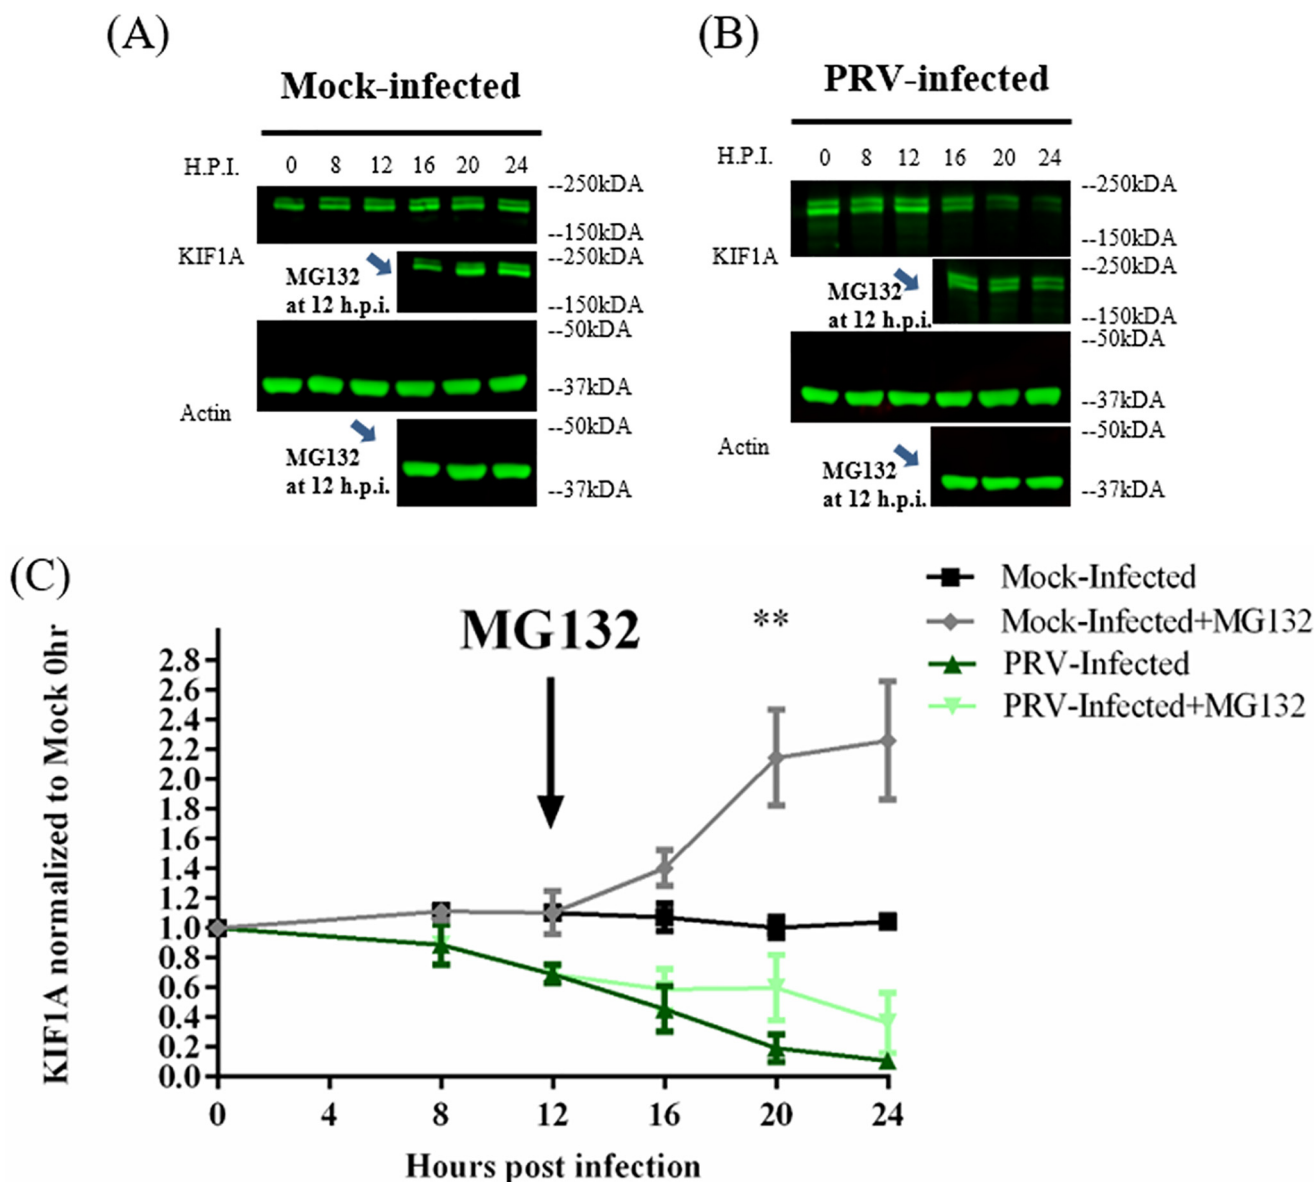 (A)
Mock-infected
H.P.I. 0 8 12 16 20 24
--250kDA
--150kDA
KIF1A
--250kDA
MG132
at 12 h.p.i.
--150kDA
--50kDA
--37kDA
Actin
--50kDA
MG132
at 12 h.p.i.
--37kDA
(B)
PRV-infected
H.P.I. 0 8 12 16 20 24
--250kDA
--150kDA
KIF1A
--250kDA
MG132
at 12 h.p.i.
--150kDA
--50kDA
--37kDA
--50kDA
Actin
MG132
at 12 h.p.i.
--37kDA
(C)
KIF1A normalized to Mock 0hr
2.8
2.6
2.4
2.2
2.0
1.8
1.6
1.4
1.2
1.0
0.8
0.6
0.4
0.2
0.0
MG132
**
Mock-Infected
Mock-Infected+MG132
PRV-Infected
PRV-Infected+MG132
0 4 8 12 16 20 24
Hours post infection